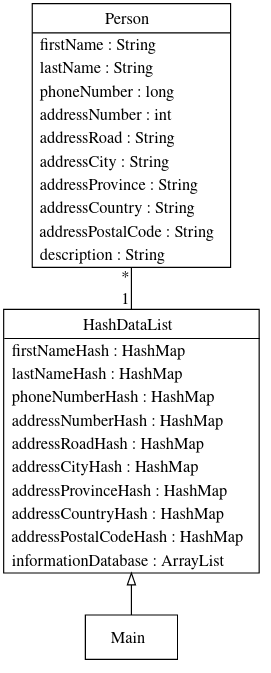 Person
firstName : String
lastName : String
phoneNumber : long
addressNumber : int
addressRoad : String
addressCity : String
addressProvince : String
addressCountry : String
addressPostalCode : String
description : String
*
1
HashDataList
firstNameHash : HashMap
lastNameHash : HashMap
phoneNumberHash : HashMap
addressNumberHash : HashMap
addressRoadHash : HashMap
addressCityHash : HashMap
addressProvinceHash : HashMap
addressCountryHash : HashMap
addressPostalCodeHash : HashMap
informationDatabase : ArrayList
Main